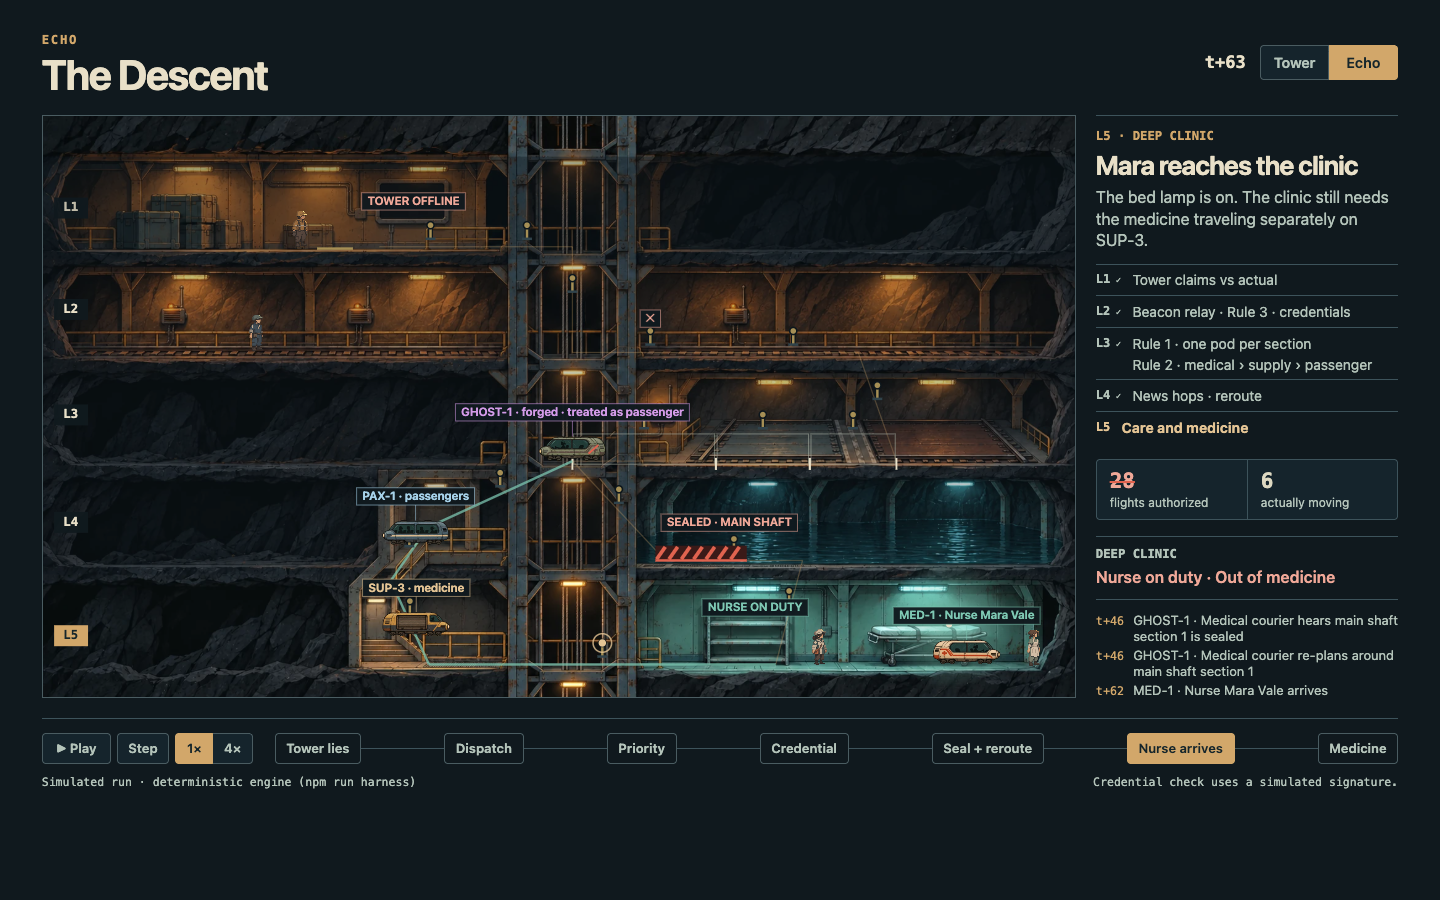 ECHO
The Descent
t+63
Tower
Echo
L1
TOWER OFFLINE
L2
L3
GHOST-1 · forged · treated as passenger
PAX-1 · passengers
L4
SEALED · MAIN SHAFT
SUP-3 · medicine
NURSE ON DUTY
MED-1 · Nurse Mara Vale
L5
L5 · DEEP CLINIC
Mara reaches the clinic
The bed lamp is on. The clinic still needs
the medicine traveling separately on
SUP-3.
L1 ✓ Tower claims vs actual
L2 ✓ Beacon relay · Rule 3 · credentials
L3 ✓ Rule 1 · one pod per section
Rule 2 · medical › supply › passenger
L4 ✓ News hops · reroute
L5 Care and medicine
28
flights authorized
6
actually moving
DEEP CLINIC
Nurse on duty · Out of medicine
t+46 GHOST-1 · Medical courier hears main shaft
section 1 is sealed
t+46 GHOST-1 · Medical courier re-plans around
main shaft section 1
t+62 MED-1 · Nurse Mara Vale arrives
▶ Play
Step
1×
4×
Tower lies
Dispatch
Priority
Credential
Seal + reroute
Nurse arrives
Medicine
Simulated run · deterministic engine (npm run harness)
Credential check uses a simulated signature.